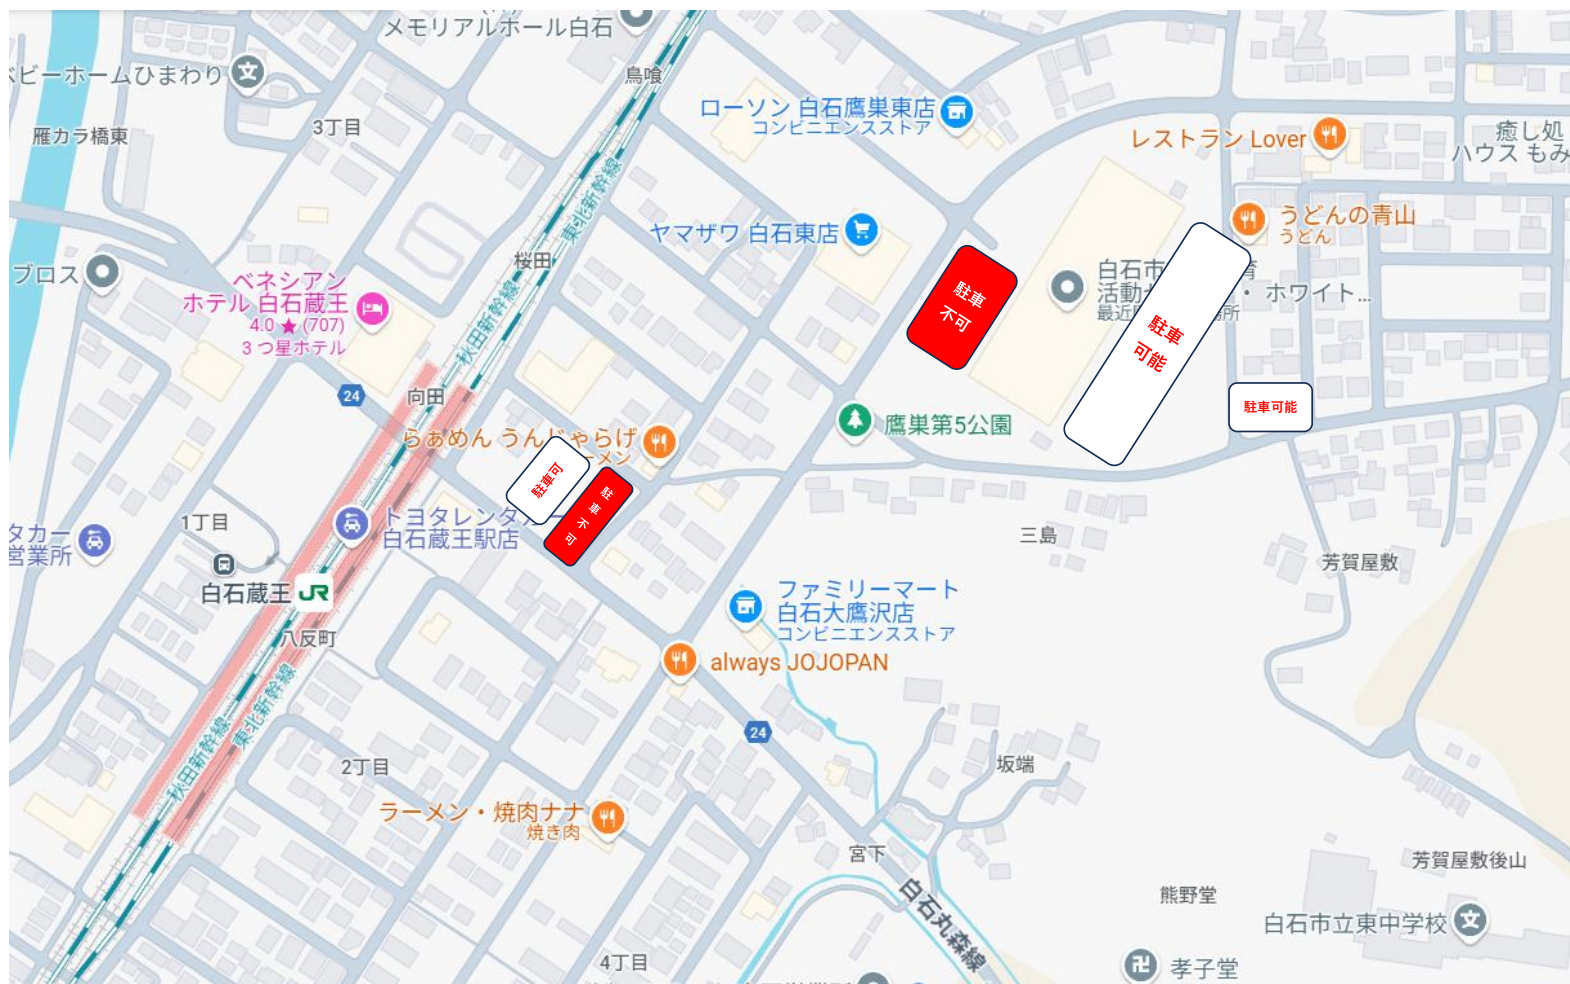 メモリアルホール白石
ベビーホームひまわり
鳥喰
雁カラ橋東
3丁目
ローソン 白石鷹巣東店
コンビニエンスストア
レストラン Lover
癒し処
ハウス もみ
東北新幹線
ヤマザワ 白石東店
うどんの青山
うどん
ブロス
桜田
ベネシアン
ホテル 白石蔵王
4.0 ★ (707)
3 つ星ホテル
秋田新幹線
駐車
不可
白石市
育
活動
・ ホワイト...
駐車
可能
24
向田
駐車可能
鷹巣第5公園
らぁめん うんじゃらげ
ーメン
駐車可
駐車不可
1丁目
トヨタレンタカー
白石蔵王駅店
タカー
営業所
三島
芳賀屋敷
白石蔵王
JR
ファミリーマート
白石大鷹沢店
コンビニエンスストア
八反町
always JOJOPAN
秋田新幹線
東北新幹線
24
2丁目
坂端
ラーメン・焼肉ナナ
焼き肉
宮下
芳賀屋敷後山
熊野堂
白石丸森線
白石市立東中学校
4丁目
孝子堂